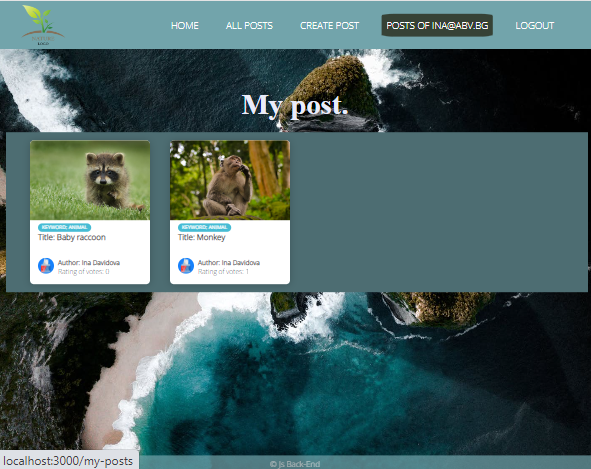 HOME
ALL POSTS
CREATE POST
POSTS OF INA@ABV.BG
LOGOUT
LOGO
My post.
KEYWORD: ANIMAL
Title: Baby raccoon
Author: Ina Davidova
Rating of votes: 0
KEYWORD: ANIMAL
Title: Monkey
Author: Ina Davidova
Rating of votes: 1
© Js Back-End
localhost:3000/my-posts